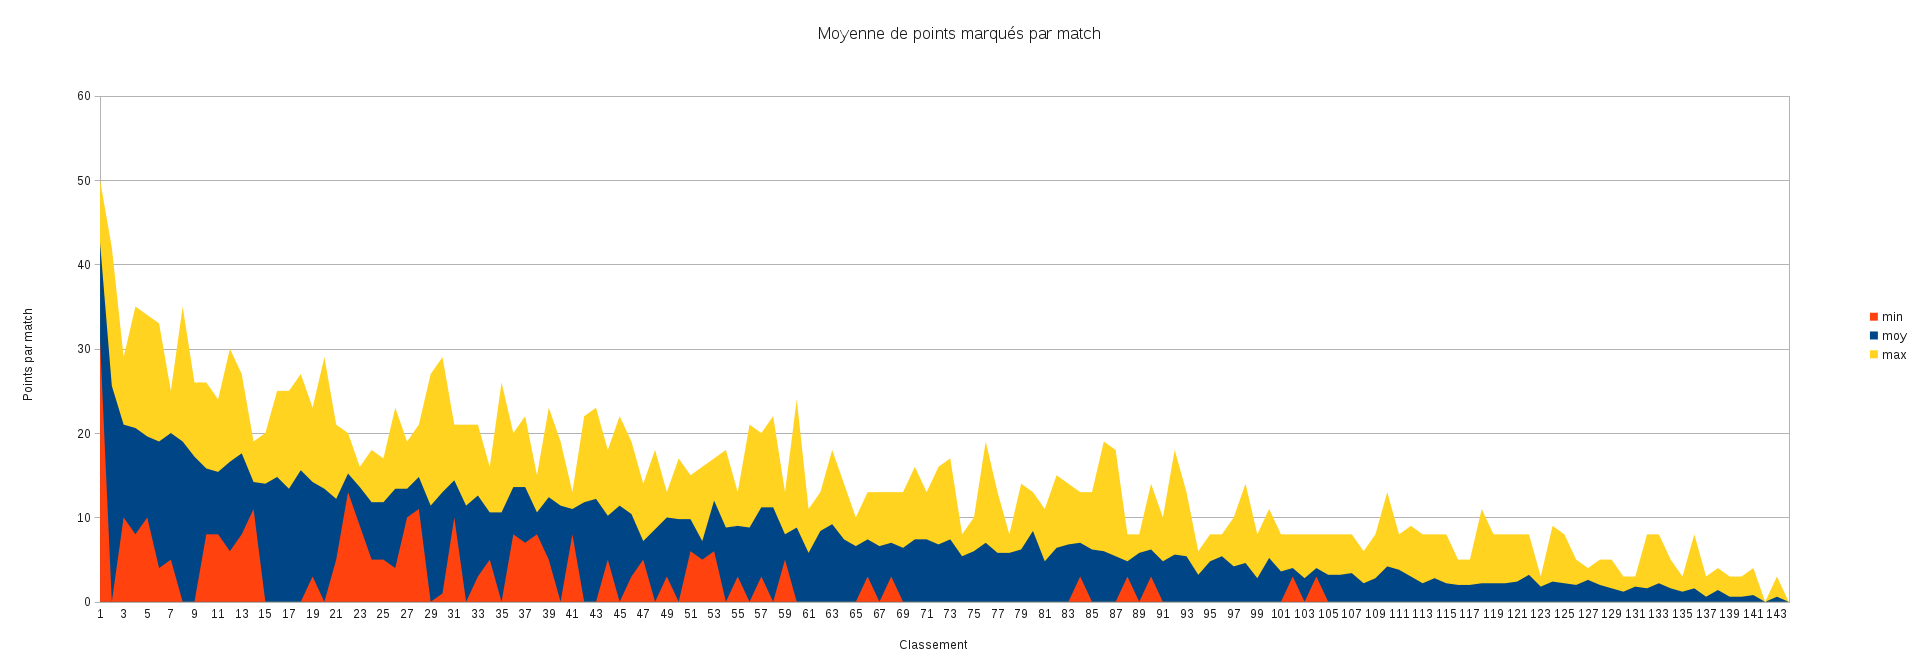 Moyenne de points marqués par match
60
50
40
30
20
10
0
Points par match
1 3 5 7 9 11 13 15 17 19 21 23 25 27 29 31 33 35 37 39 41 43 45 47 49 51 53 55 57 59 61 63 65 67 69 71 73 75 77 79 81 83 85 87 89 91 93 95 97 99 101 103 105 107 109 111 113 115 117 119 121 123 125 127 129 131 133 135 137 139 141 143
Classement
min
moy
max